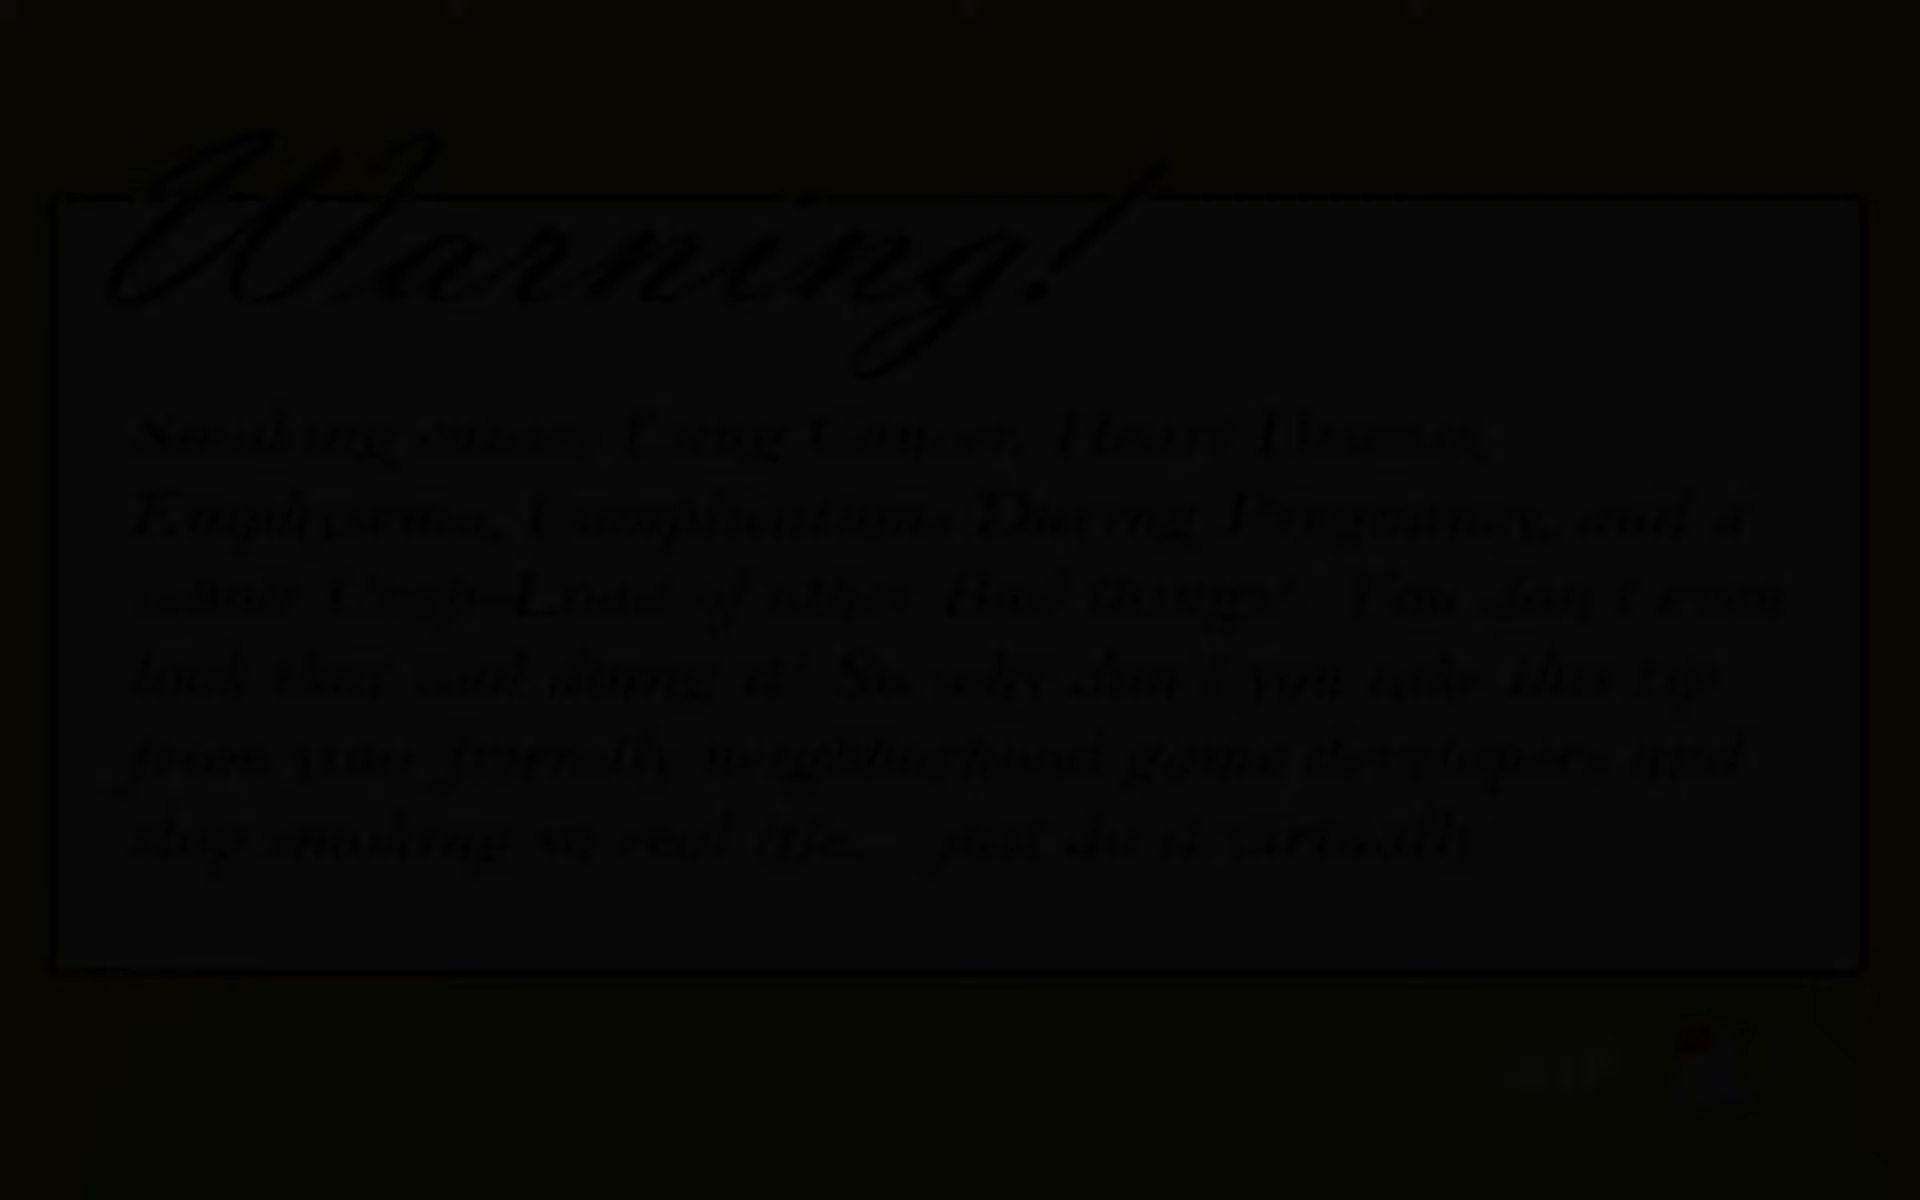 Warning!
Smoking causes Lung Cancer, Heart Disease,
Emphysema, Complications During Pregnancy, and a
whole Crap-Load of other Bad things! You don't even
look that cool doing it! So why don't you take this tip
from your friendly neighborhood game developers and
stop smoking in real life... just do it virtually!